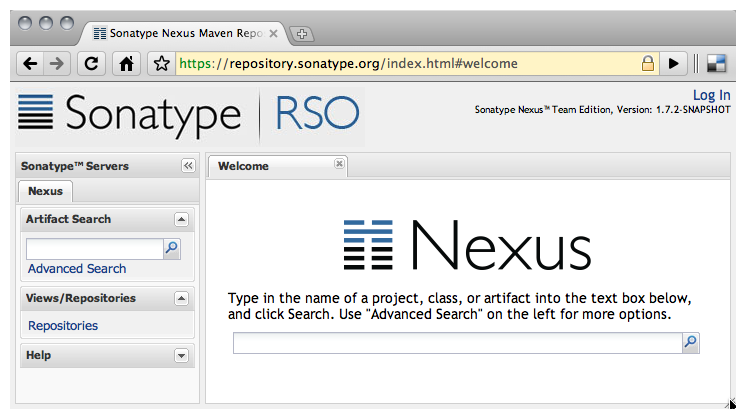 Sonatype Nexus Maven Repo
https://repository.sonatype.org/index.html#welcome
Sonatype RSO
Log In
Sonatype Nexus™ Team Edition, Version: 1.7.2-SNAPSHOT
Sonatype™ Servers
Welcome
Nexus
Artifact Search
Advanced Search
Views/Repositories
Repositories
Help
Nexus
Type in the name of a project, class, or artifact into the text box below,
and click Search. Use "Advanced Search" on the left for more options.